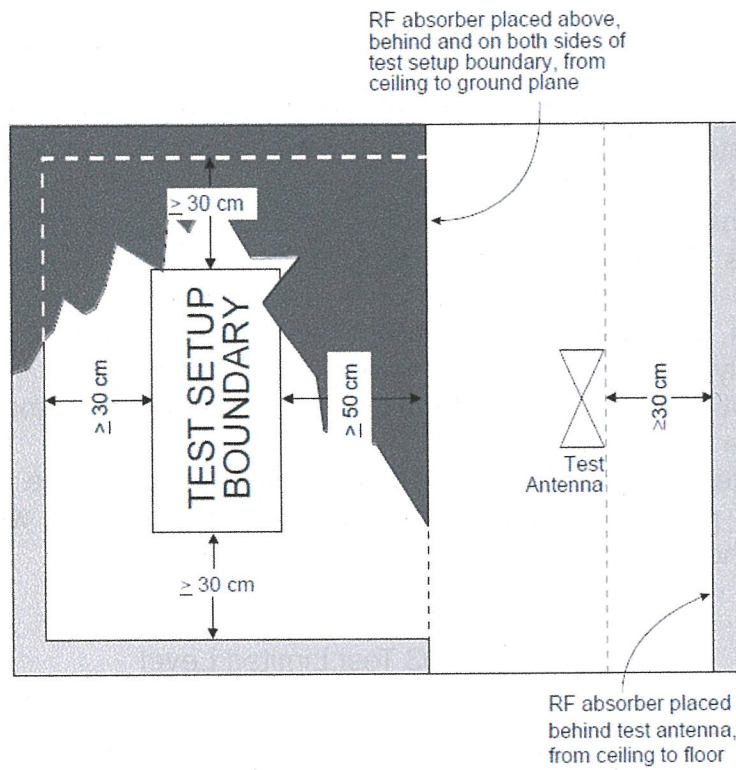 RF absorber placed above,
behind and on both sides of
test setup boundary, from
ceiling to ground plane
≥ 30 cm
TEST SETUP
BOUNDARY
≥ 30 cm
≥ 50 cm
≥30 cm
Test
Antenna
≥ 30 cm
RF absorber placed
behind test antenna,
from ceiling to floor